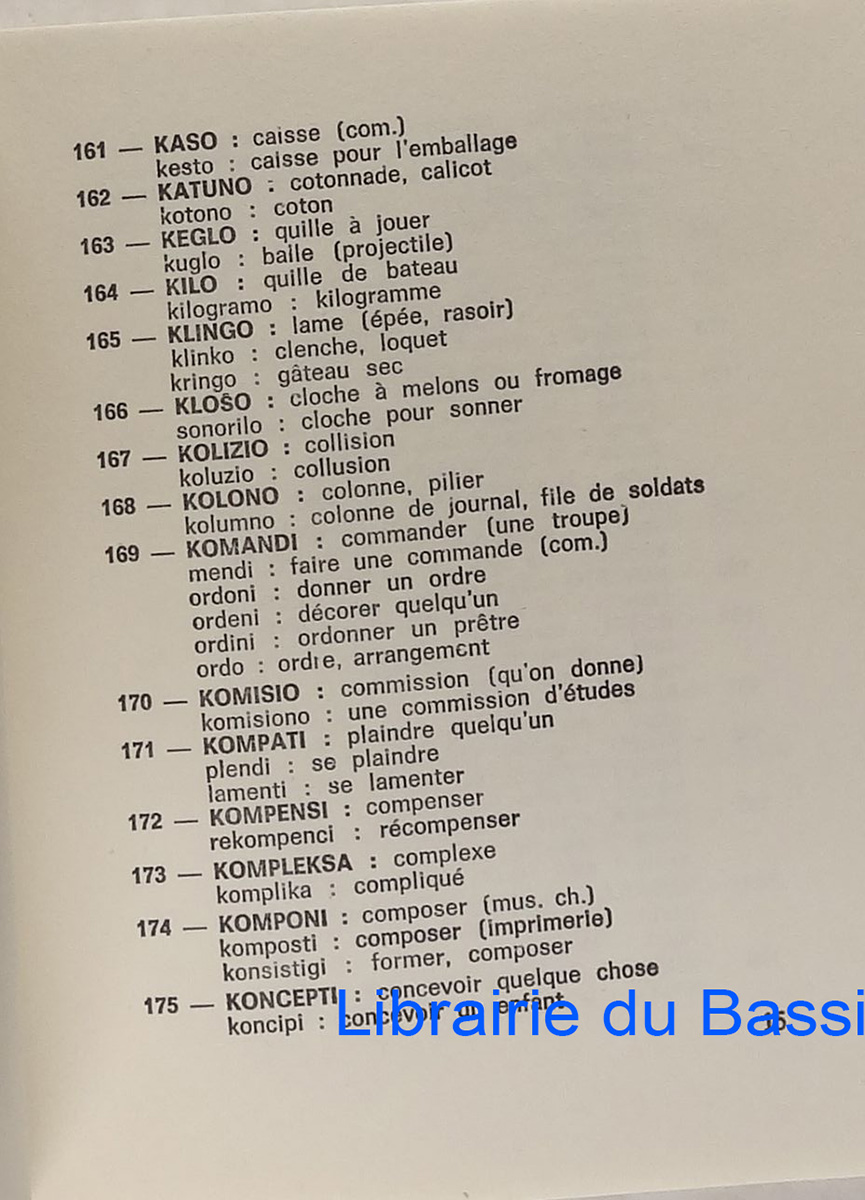 161 — KASO : caisse (com.)
kesto : caisse pour l'emballage
162 — KATUNO : cotonnade, calicot
kotono : coton
163 — KEGLO : quille à jouer
kuglo : balle (projectile)
164 — KILO : quille de bateau
kilogramo : kilogramme
165 — KLINGO : lame (épée, rasoir)
klinko : clenche, loquet
kringo : gâteau sec
166 — KLOŜO : cloche à melons ou fromage
sonorilo : cloche pour sonner
167 — KOLIZIO : collision
koluzio : collusion
168 — KOLONO : colonne, pilier
kolumno : colonne de journal, file de soldats
169 — KOMANDI : commander (une troupe)
mendi : faire une commande (com.)
ordoni : donner un ordre
ordeni : décorer quelqu'un
ordini : ordonner un prêtre
ordo : ordre, arrangement
170 — KOMISIO : commission (qu'on donne)
komisiono : une commission d'études
171 — KOMPATI : plaindre quelqu'un
plendi : se plaindre
lamenti : se lamenter
172 — KOMPENSI : compenser
rekompenci : récompenser
173 — KOMPLEKSA : complexe
komplika : compliqué
174 — KOMPONI : composer (mus. ch.)
komposti : composer (imprimerie)
konsistigi : former, composer
175 — KONCEPTI : concevoir quelque chose
koncipi : concevoir un enfant
15
Librairie du Bassi